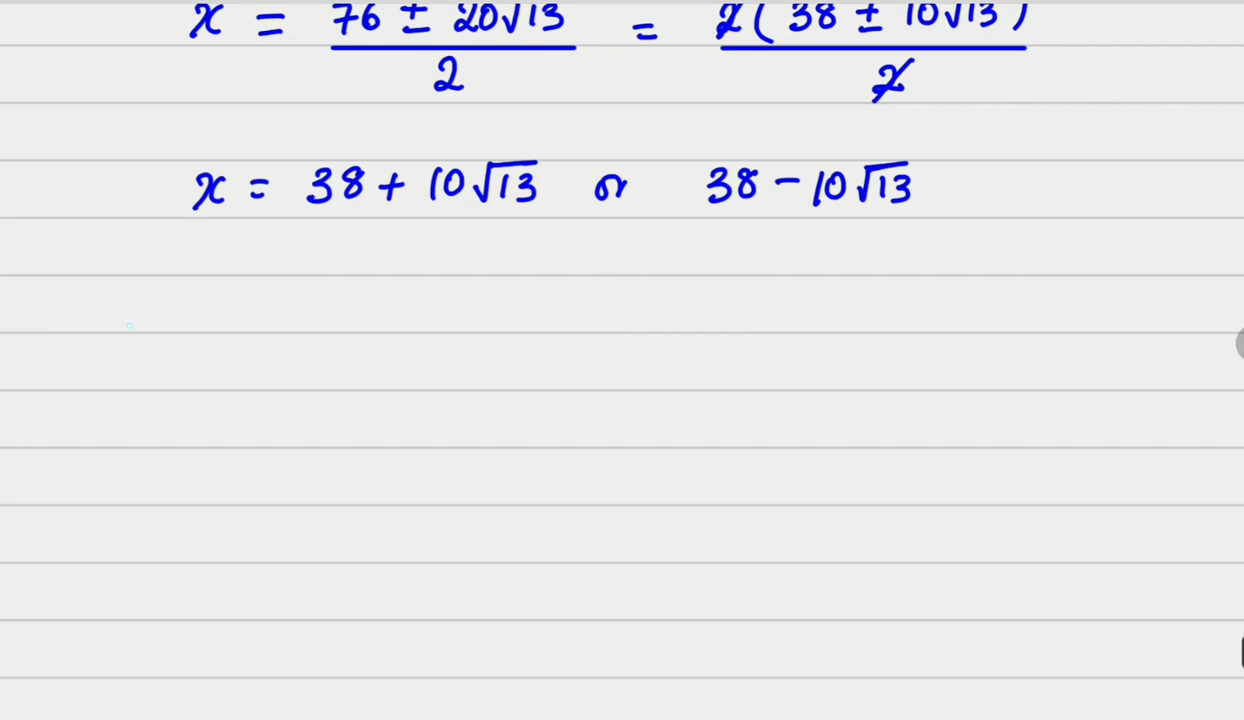 x = 76 ± 20√13 / 2 = 2(38 ± 10√13) / 2
x = 38 + 10√13 or 38 - 10√13